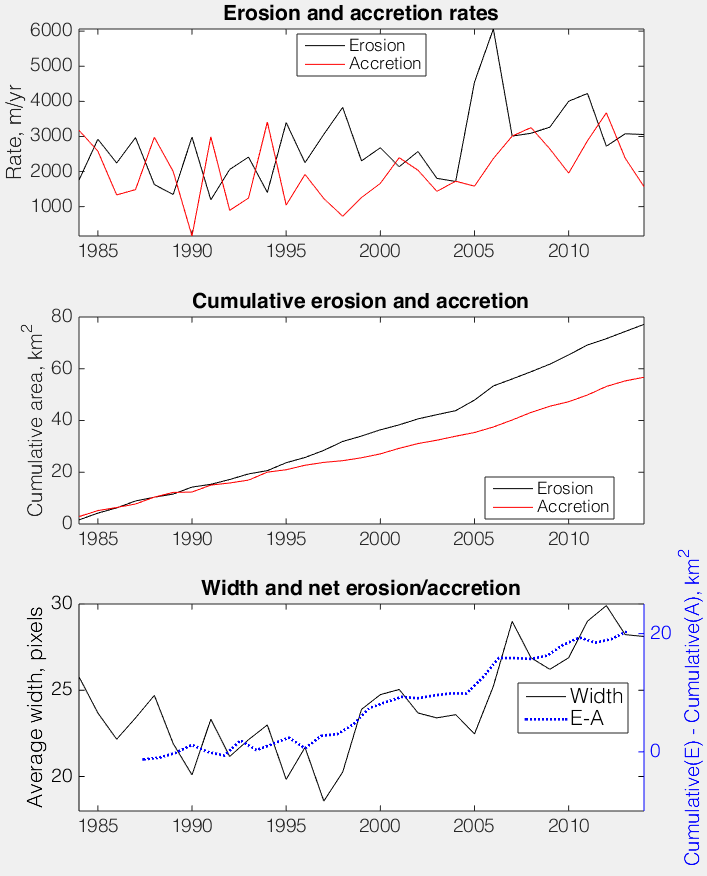 Erosion and accretion rates
Rate, m/yr
6000
5000
4000
3000
2000
1000
Erosion
Accretion
1985 1990 1995 2000 2005 2010
Cumulative erosion and accretion
Cumulative area, km²
80
60
40
20
0
Erosion
Accretion
1985 1990 1995 2000 2005 2010
Width and net erosion/accretion
Average width, pixels
30
25
20
Width
E-A
20
0
Cumulative(E) - Cumulative(A), km²
1985 1990 1995 2000 2005 2010